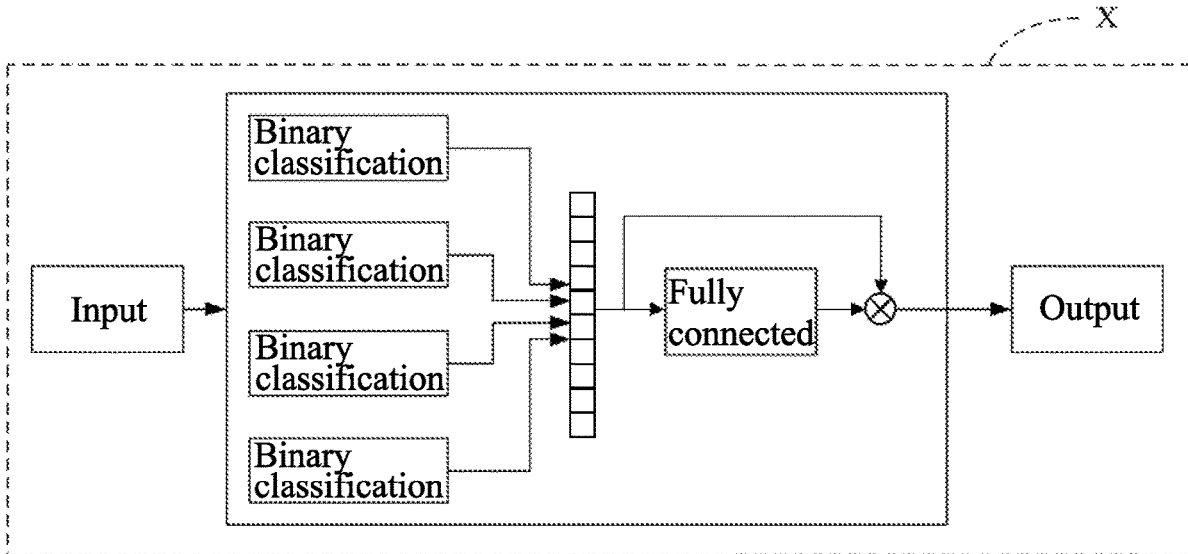 X
Binary
classification
Binary
classification
Input
Fully
connected
Output
Binary
classification
Binary
classification